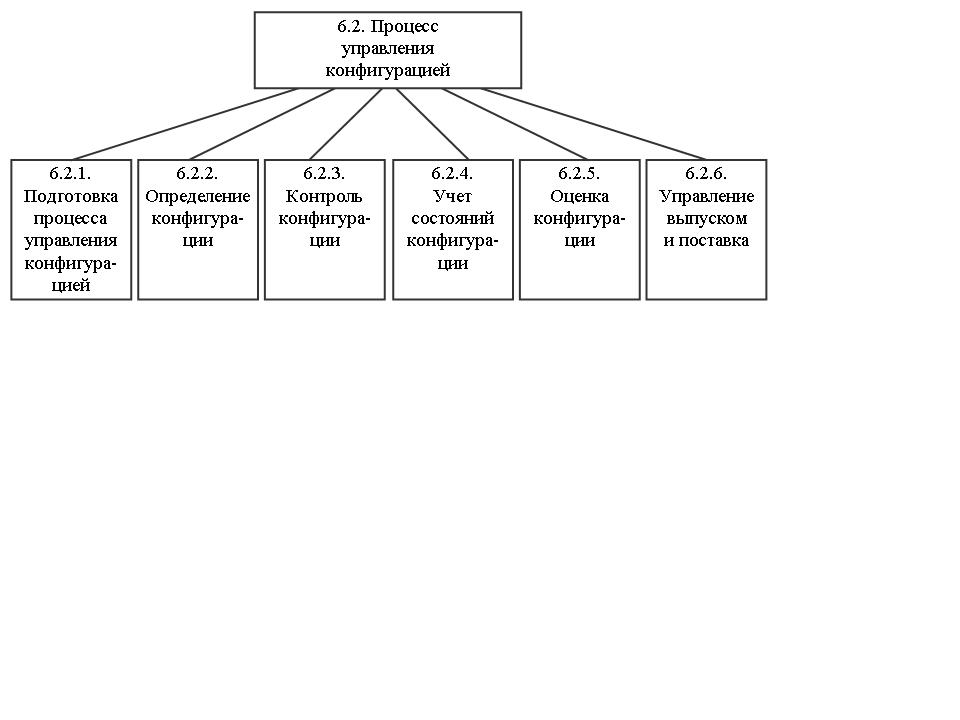 6.2. Процесс
управления
конфигурацией
6.2.1.
Подготовка
процесса
управления
конфигура-
цией
6.2.2.
Определение
конфигура-
ции
6.2.3.
Контроль
конфигура-
ции
6.2.4.
Учет
состояний
конфигура-
ции
6.2.5.
Оценка
конфигура-
ции
6.2.6.
Управление
выпуском
и поставка